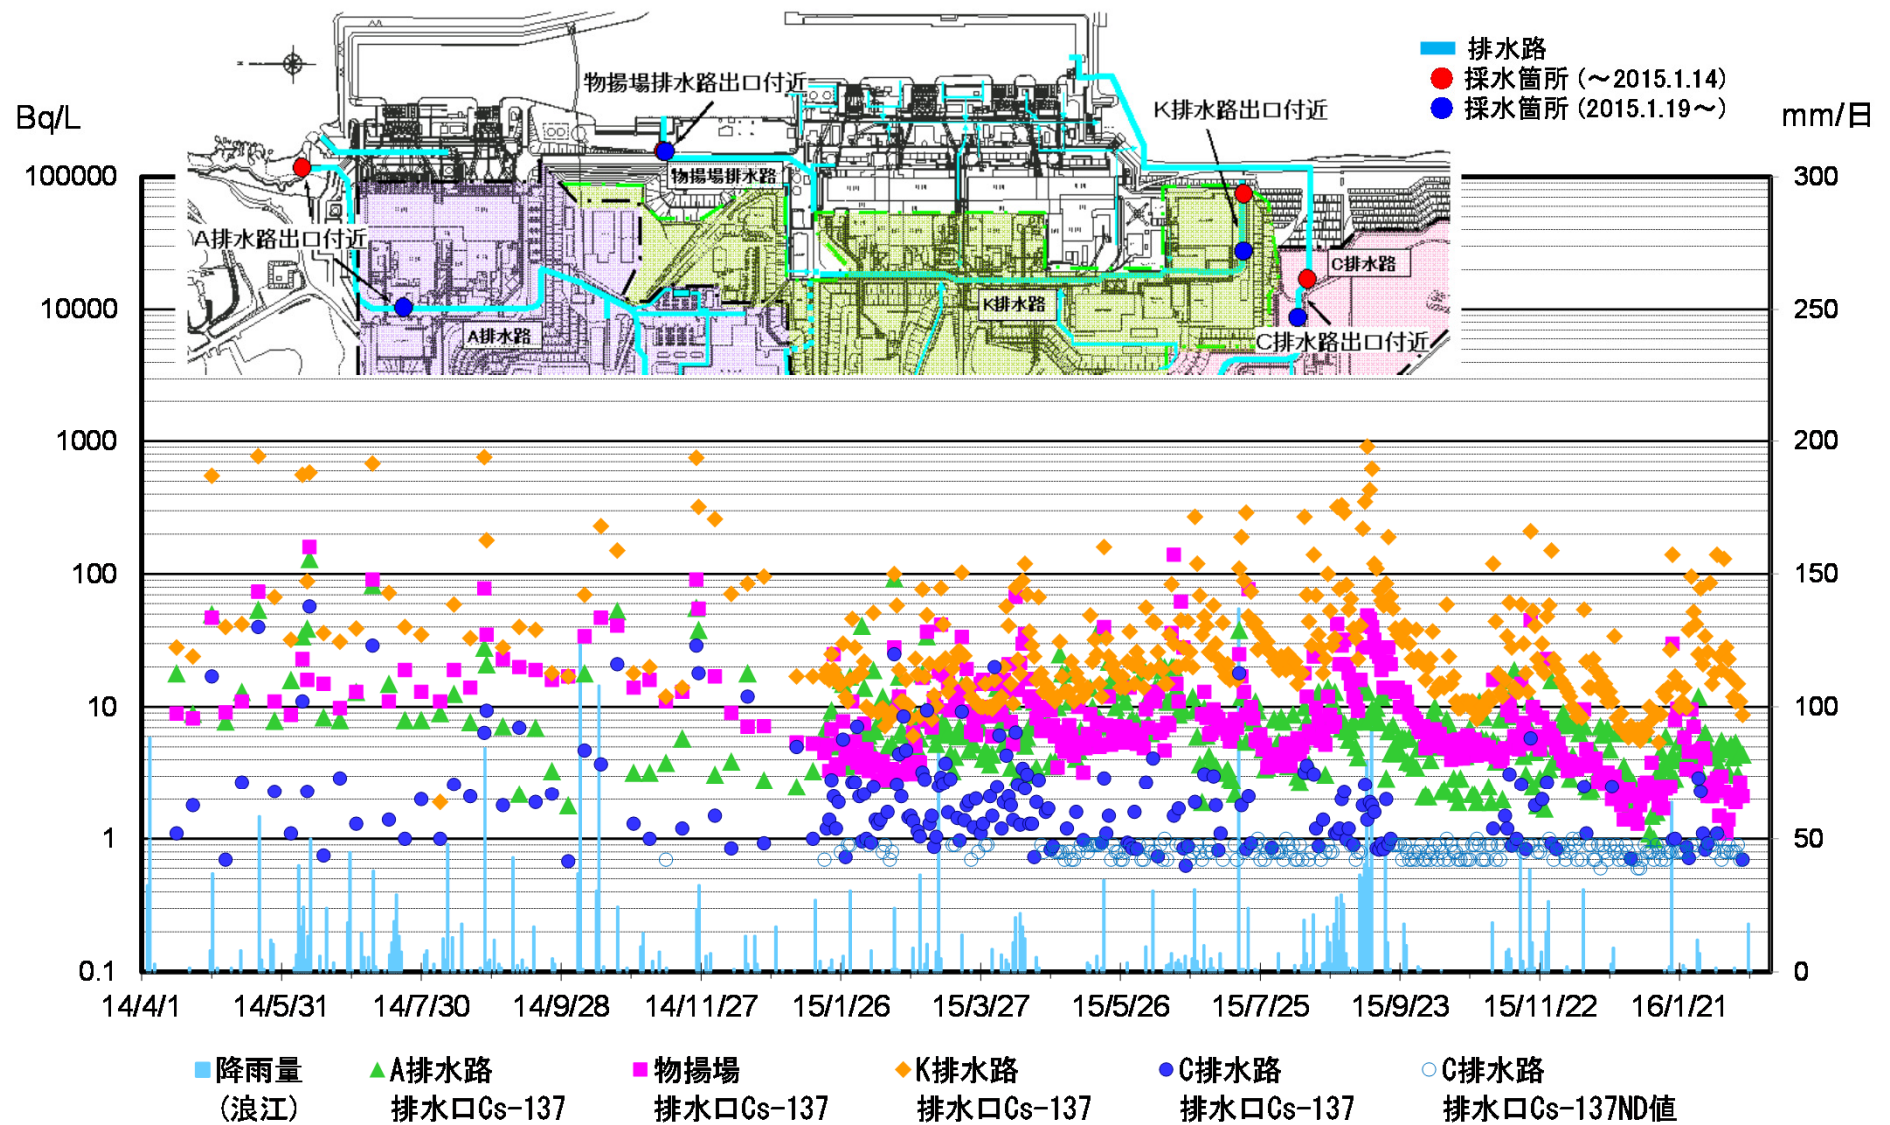 排水路
採水箇所 (～2015.1.14)
採水箇所 (2015.1.19～)
物揚場排水路出口付近
K排水路出口付近
Bq/L
mm/日
物揚場排水路
A排水路出口付近
C排水路
K排水路
A排水路
C排水路出口付近
100000
10000
1000
100
10
1
0.1
300
250
200
150
100
50
0
14/4/1 14/5/31 14/7/30 14/9/28 14/11/27 15/1/26 15/3/27 15/5/26 15/7/25 15/9/23 15/11/22 16/1/21
降雨量
(浪江)
A排水路
排水口Cs-137
物揚場
排水口Cs-137
K排水路
排水口Cs-137
C排水路
排水口Cs-137
C排水路
排水口Cs-137ND値